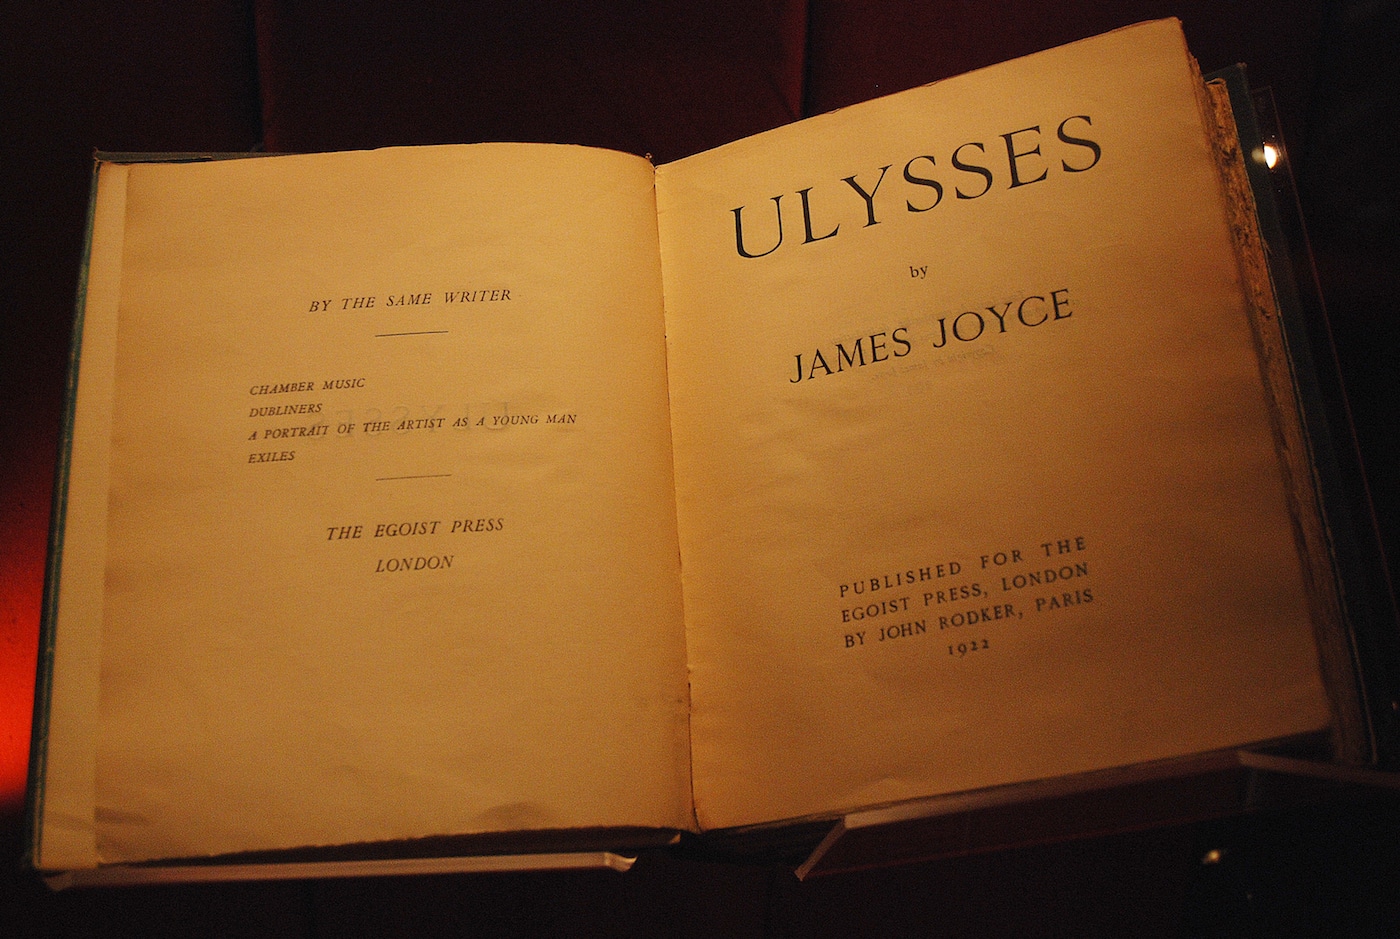 BY THE SAME WRITER
CHAMBER MUSIC
DUBLINERS
A PORTRAIT OF THE ARTIST AS A YOUNG MAN
EXILES
THE EGOIST PRESS
LONDON
ULYSSES
by
JAMES JOYCE
PUBLISHED FOR THE
EGOIST PRESS, LONDON
BY JOHN RODKER, PARIS
1922